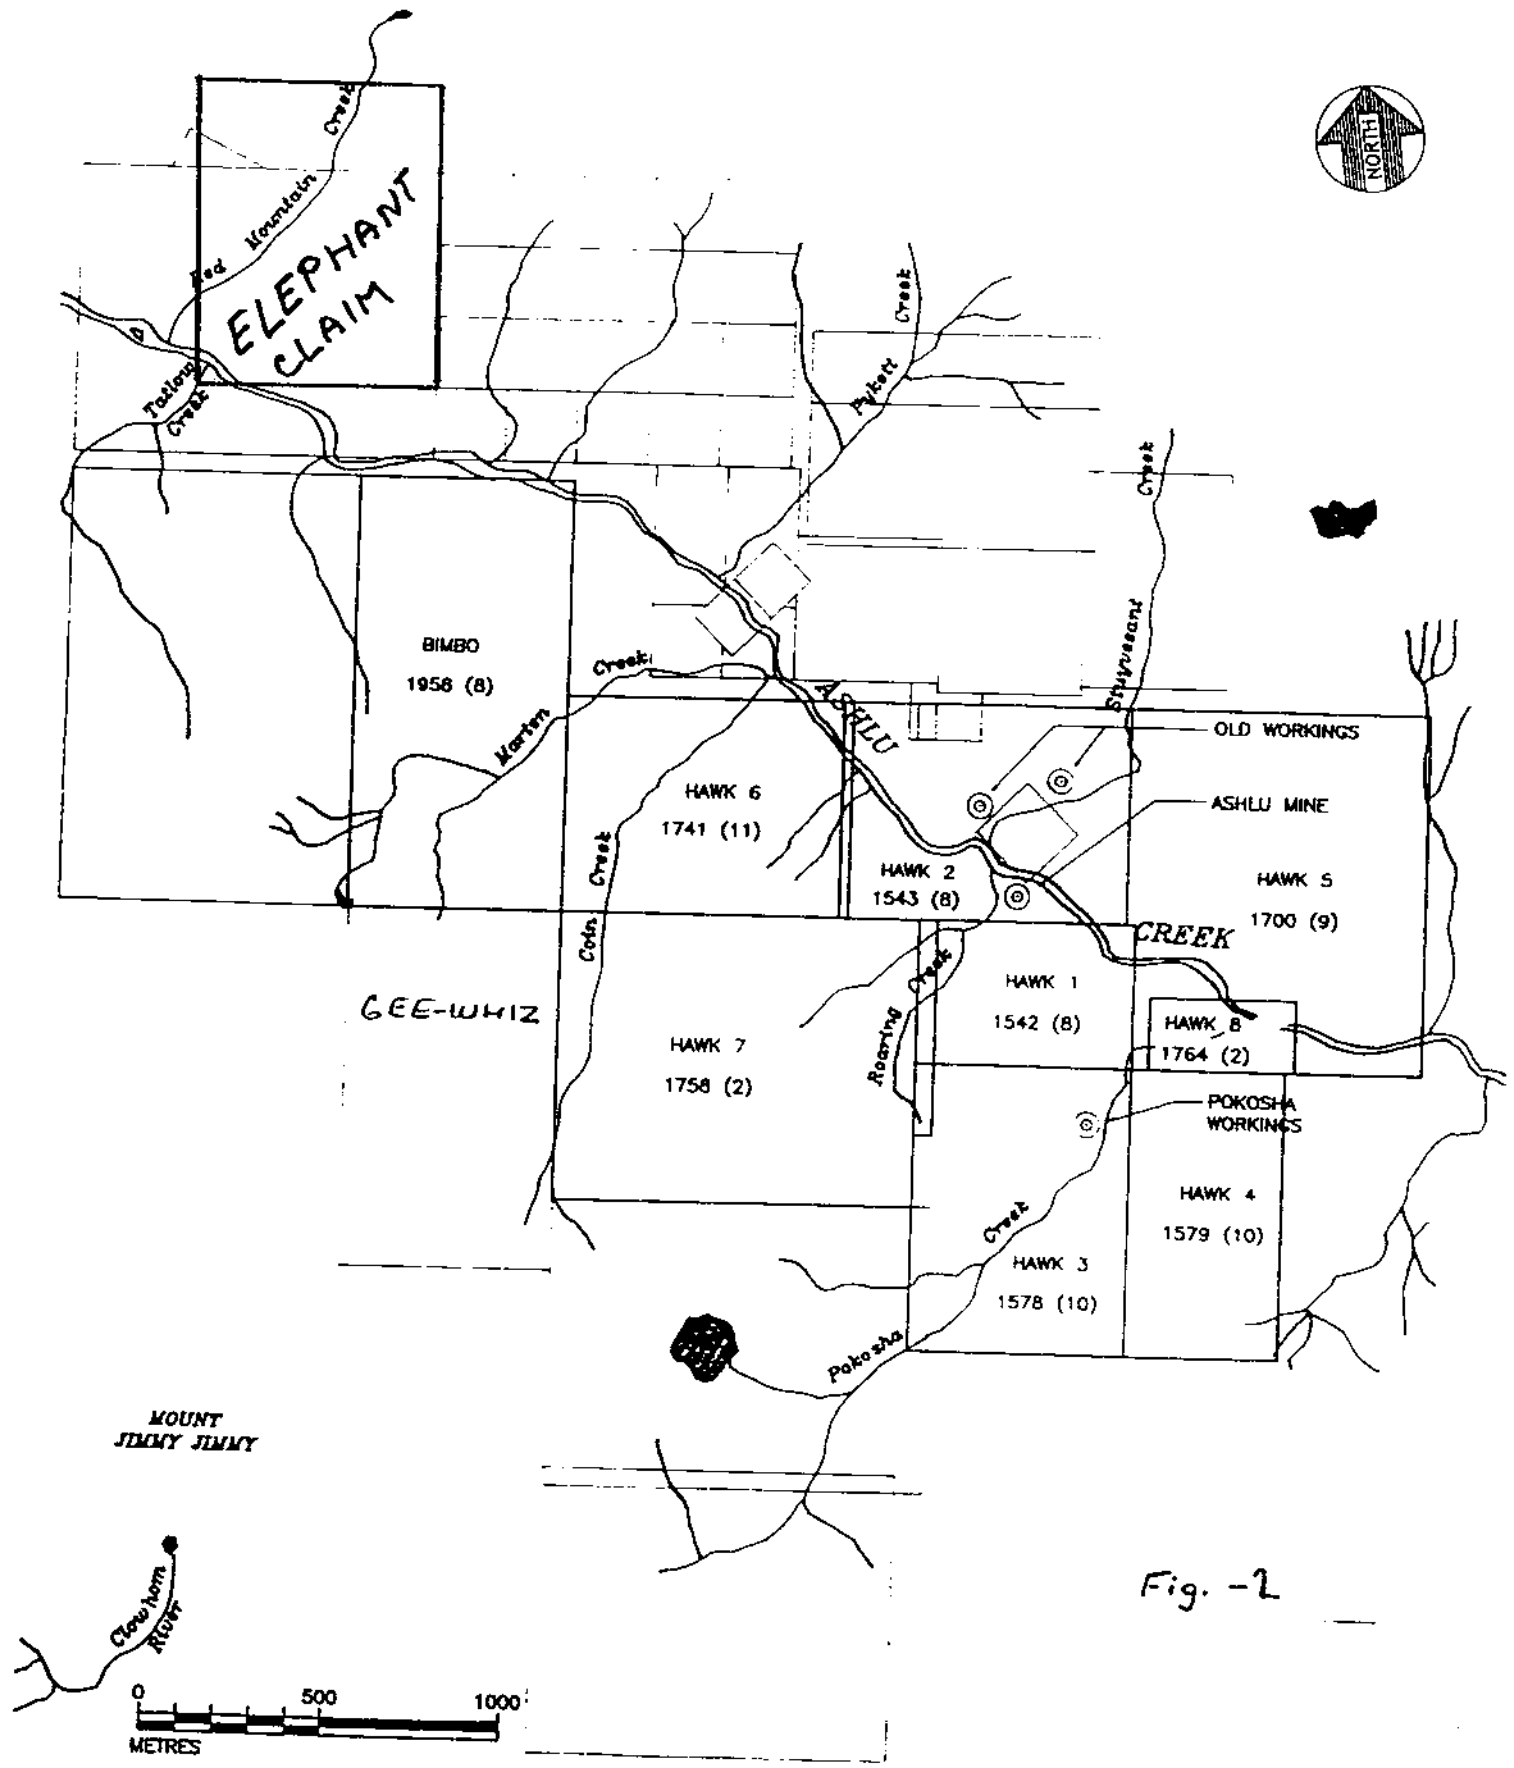 Creek
Red Mountain
ELEPHANT
CLAIM
NORTH
Creek
Pykett
Tatlow
Creek
Creek
Stuyvesant
BIMBO
1956 (8)
Creek
Marten
ASHLU
OLD WORKINGS
HAWK 6
1741 (11)
ASHLU MINE
Creek
Coin
HAWK 2
1543 (8)
HAWK 5
1700 (9)
CREEK
Creek
Roaring
HAWK 1
1542 (8)
GEE-WHIZ
HAWK 8
1764 (2)
HAWK 7
1758 (2)
POKOSHA
WORKINGS
HAWK 4
1579 (10)
Creek
Pokosha
HAWK 3
1578 (10)
MOUNT
JIMMY JIMMY
Clowhom
River
Fig. -2
0 500 1000
METRES